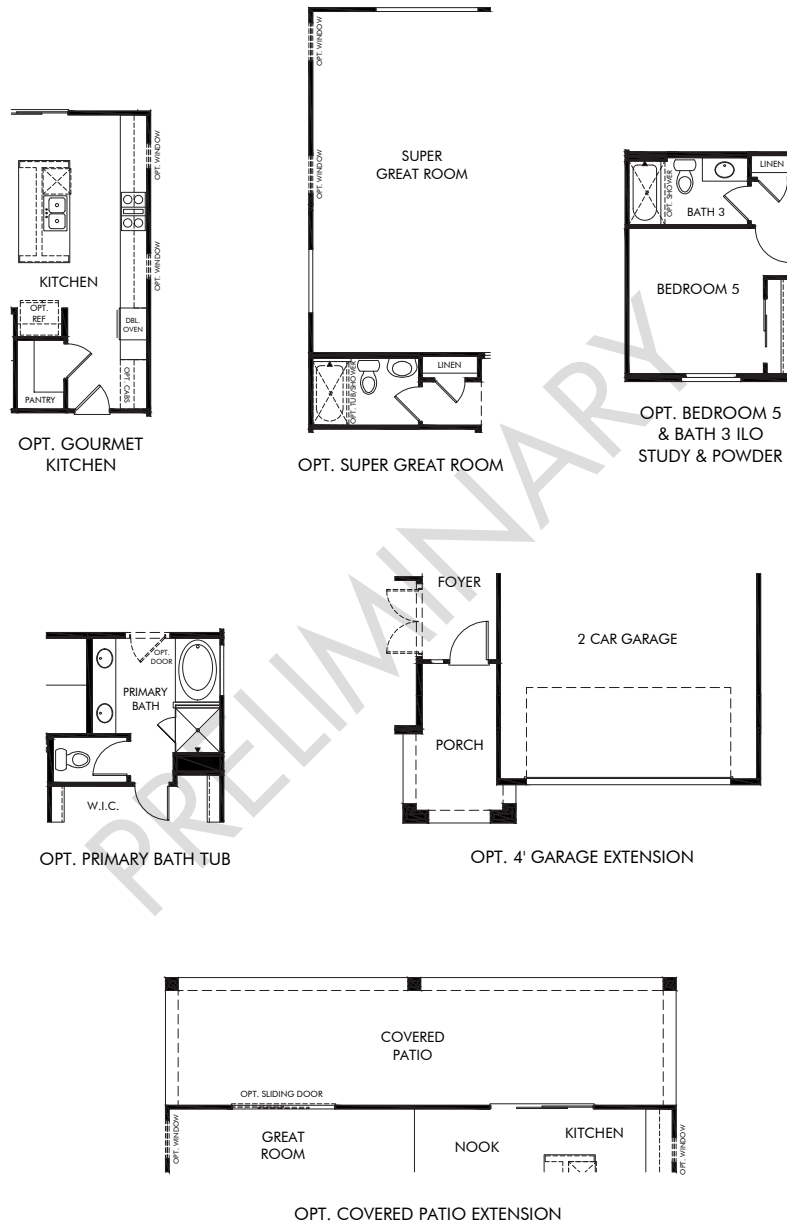 OPT. WINDOW
OPT. WINDOW
KITCHEN
OPT.
REF
DBL.
OVEN
PANTRY
OPT. CABS
OPT. GOURMET
KITCHEN
OPT. WINDOW
OPT. WINDOW
SUPER
GREAT ROOM
OPT. TUB/SHOWER
LINEN
OPT. SUPER GREAT ROOM
LINEN
OPT. SHOWER
BATH 3
BEDROOM 5
OPT. BEDROOM 5
& BATH 3 ILO
STUDY & POWDER
OPT.
DOOR
PRIMARY
BATH
W.I.C.
OPT. PRIMARY BATH TUB
FOYER
2 CAR GARAGE
PORCH
OPT. 4' GARAGE EXTENSION
PRELIMINARY
COVERED
PATIO
OPT. SLIDING DOOR
OPT. WINDOW
GREAT
ROOM
NOOK
KITCHEN
OPT. WINDOW
OPT. COVERED PATIO EXTENSION